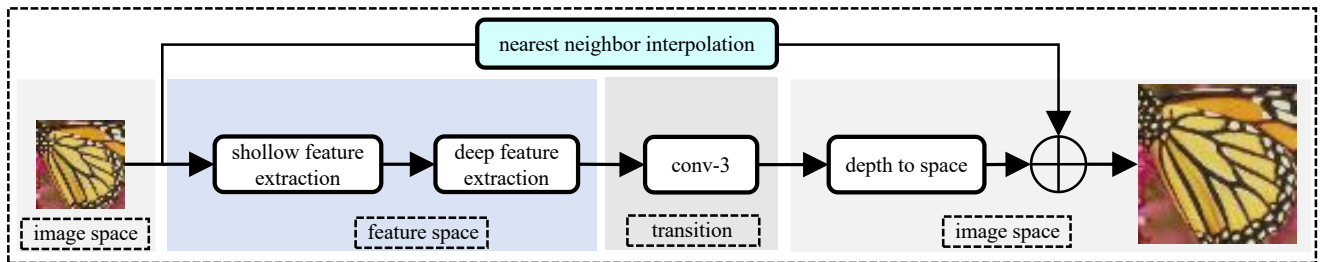 nearest neighbor interpolation
shollow feature
extraction
deep feature
extraction
conv-3
depth to space
image space
feature space
transition
image space